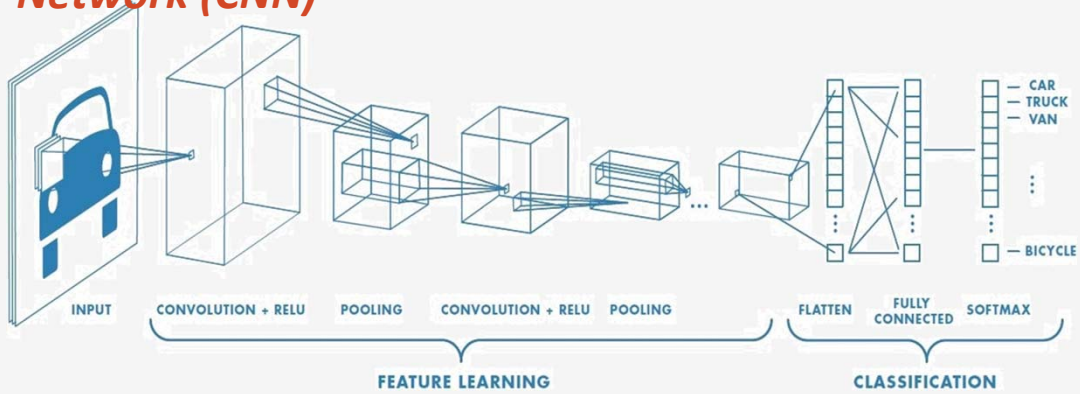 Network (CNN)
CAR
TRUCK
VAN
BICYCLE
INPUT
CONVOLUTION + RELU
POOLING
CONVOLUTION + RELU
POOLING
FLATTEN
FULLY
CONNECTED
SOFTMAX
FEATURE LEARNING
CLASSIFICATION